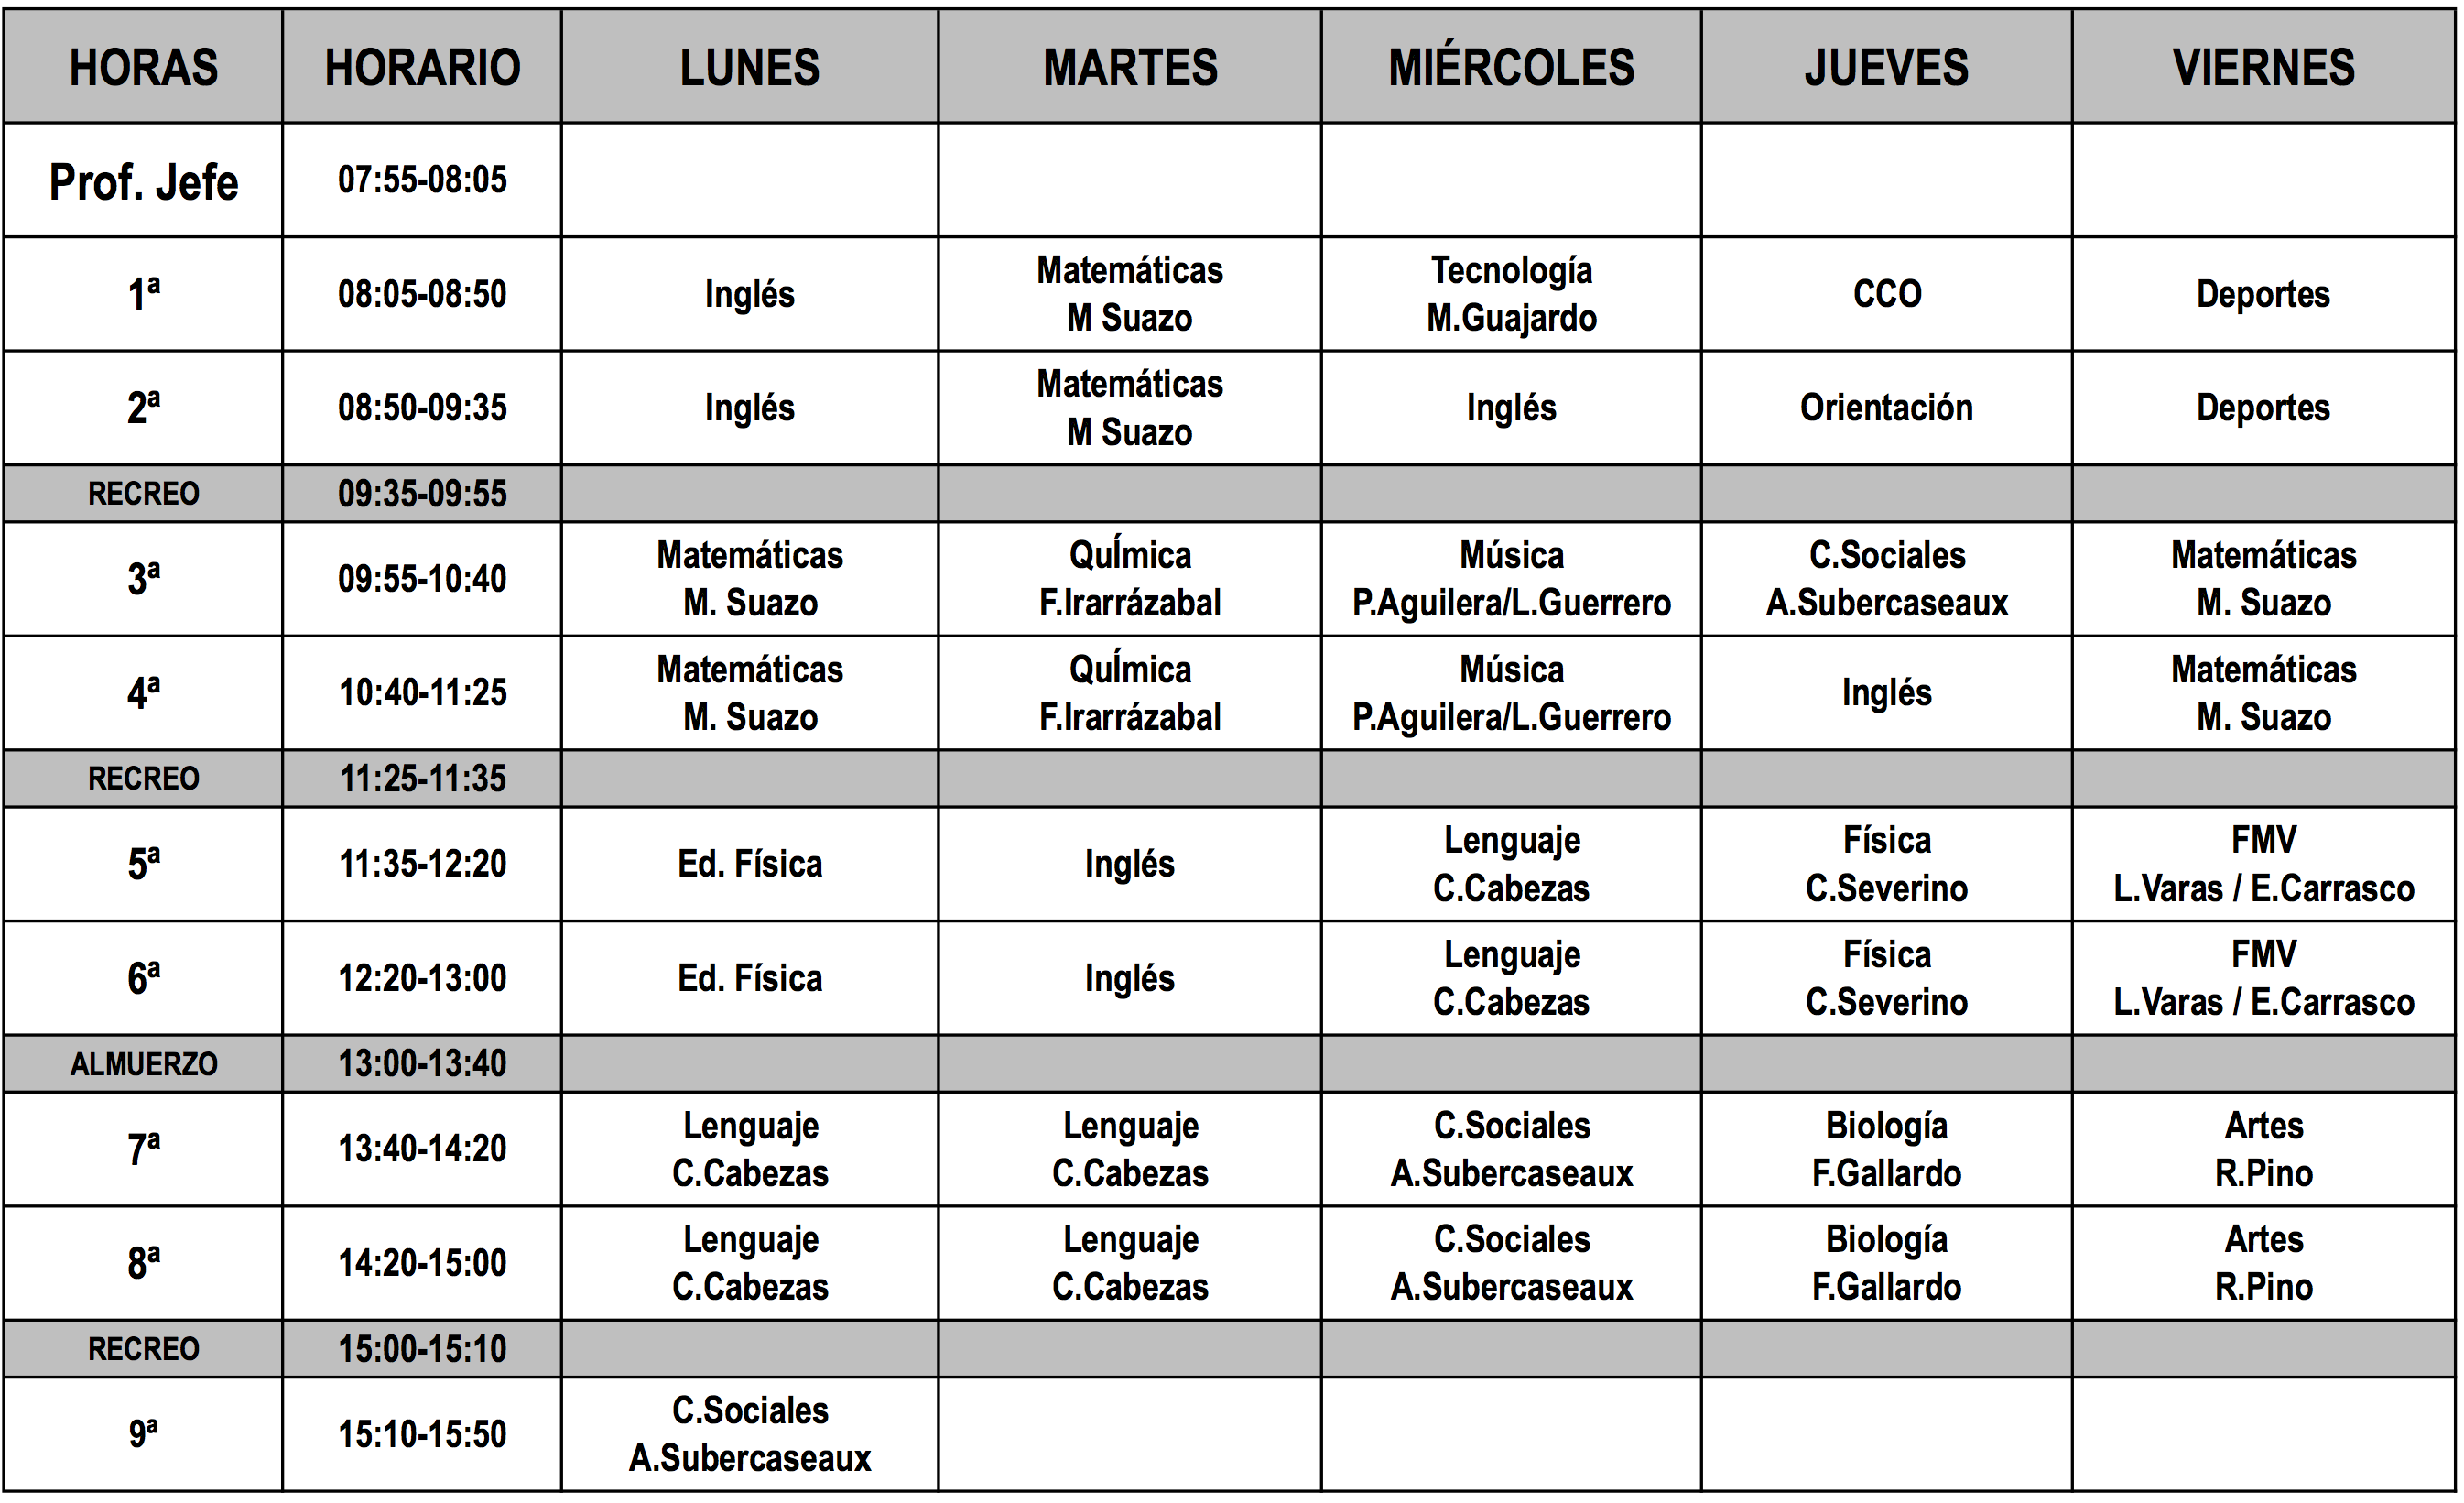 HORAS HORARIO LUNES MARTES MIÉRCOLES JUEVES VIERNES
Prof. Jefe 07:55-08:05
1ª 08:05-08:50 Inglés Matemáticas M Suazo Tecnología M.Guajardo CCO Deportes
2ª 08:50-09:35 Inglés Matemáticas M Suazo Inglés Orientación Deportes
RECREO 09:35-09:55
3ª 09:55-10:40 Matemáticas M. Suazo QuÍmica F.Irarrázabal Música P.Aguilera/L.Guerrero C.Sociales A.Subercaseaux Matemáticas M. Suazo
4ª 10:40-11:25 Matemáticas M. Suazo QuÍmica F.Irarrázabal Música P.Aguilera/L.Guerrero Inglés Matemáticas M. Suazo
RECREO 11:25-11:35
5ª 11:35-12:20 Ed. Física Inglés Lenguaje C.Cabezas Física C.Severino FMV L.Varas / E.Carrasco
6ª 12:20-13:00 Ed. Física Inglés Lenguaje C.Cabezas Física C.Severino FMV L.Varas / E.Carrasco
ALMUERZO 13:00-13:40
7ª 13:40-14:20 Lenguaje C.Cabezas Lenguaje C.Cabezas C.Sociales A.Subercaseaux Biología F.Gallardo Artes R.Pino
8ª 14:20-15:00 Lenguaje C.Cabezas Lenguaje C.Cabezas C.Sociales A.Subercaseaux Biología F.Gallardo Artes R.Pino
RECREO 15:00-15:10
9ª 15:10-15:50 C.Sociales A.Subercaseaux